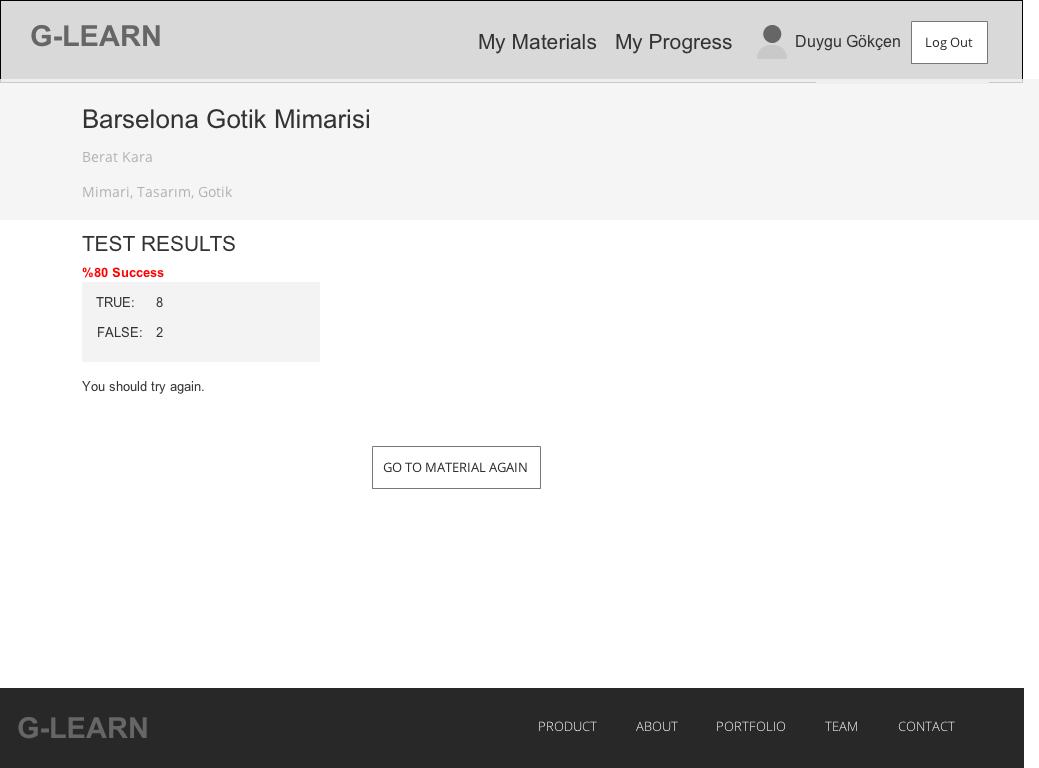 G-LEARN
My Materials My Progress Duygu Gökçen Log Out
Barselona Gotik Mimarisi
Berat Kara
Mimari, Tasarım, Gotik
TEST RESULTS
%80 Success
TRUE: 8
FALSE: 2
You should try again.
GO TO MATERIAL AGAIN
G-LEARN
PRODUCT ABOUT PORTFOLIO TEAM CONTACT